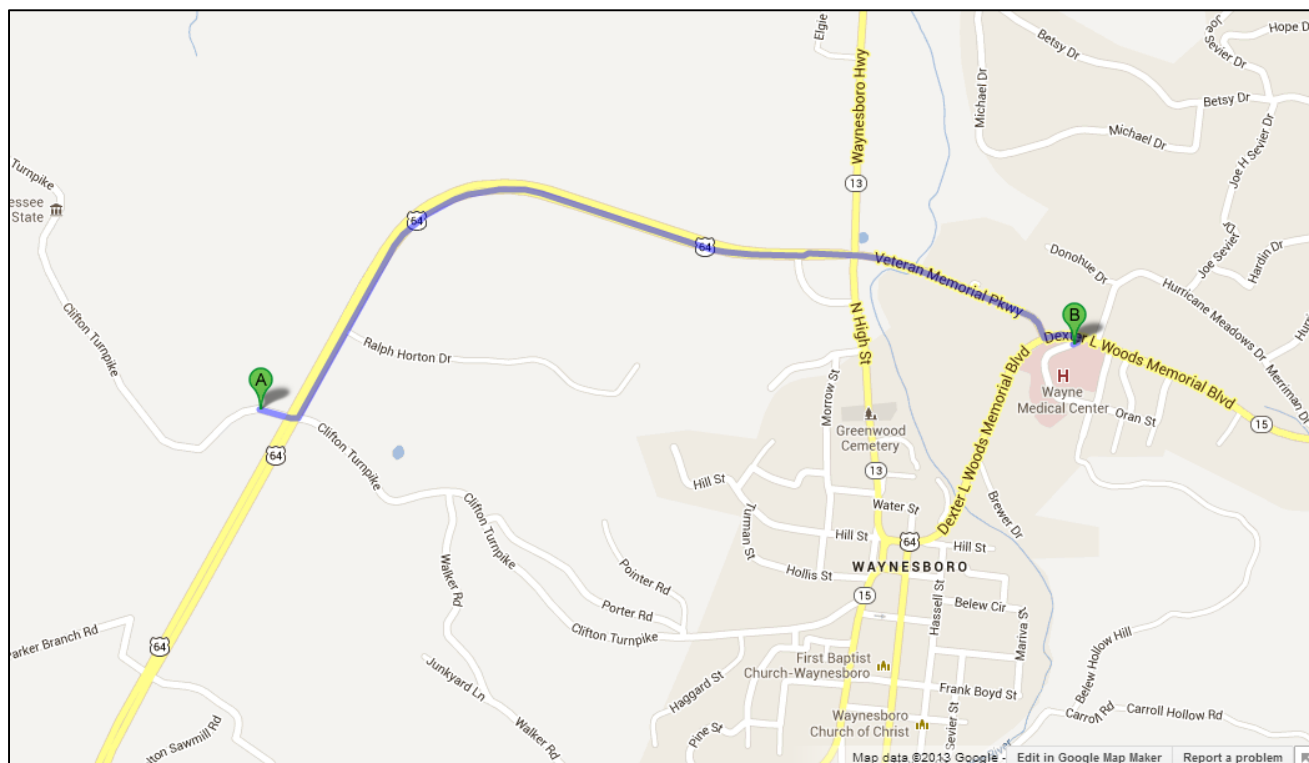 Elgie
Betsy Dr
Joe
Sevier Dr
Hope D
Waynesboro Hwy
Michael Dr
Betsy Dr
Michael Dr
Joe H Sevier Dr
Turnpike
essee
State
13
64
64
Veteran Memorial Pkwy
Donohue Dr
Joe Sevier
Hardin Dr
Hurricane Meadows Dr
Hurri
Clifton Turnpike
Ralph Horton Dr
N High St
B
Dexter L Woods Memorial Blvd
A
H
Wayne
Medical Center
Merriman Dr
Morrow St
Dexter L Woods Memorial Blvd
Oran St
15
Greenwood
Cemetery
Clifton Turnpike
64
13
Hill St
Turman St
Water St
Brewer Dr
Clifton Turnpike
Hill St
64
Hill St
WAYNESBORO
Hollis St
Pointer Rd
Walker Rd
Porter Rd
15
Belew Cir
Hassell St
Mariva St
Clifton Turnpike
arker Branch Rd
64
First Baptist
Church-Waynesboro
Belew Hollow Hill
Junkyard Ln
Haggard St
Frank Boyd St
Waynesboro
Church of Christ
Sevier St
Carroll Rd
Carroll Hollow Rd
lton Sawmill Rd
Walker Rd
Pine St
River
Map data ©2013 Google - Edit in Google Map Maker Report a problem